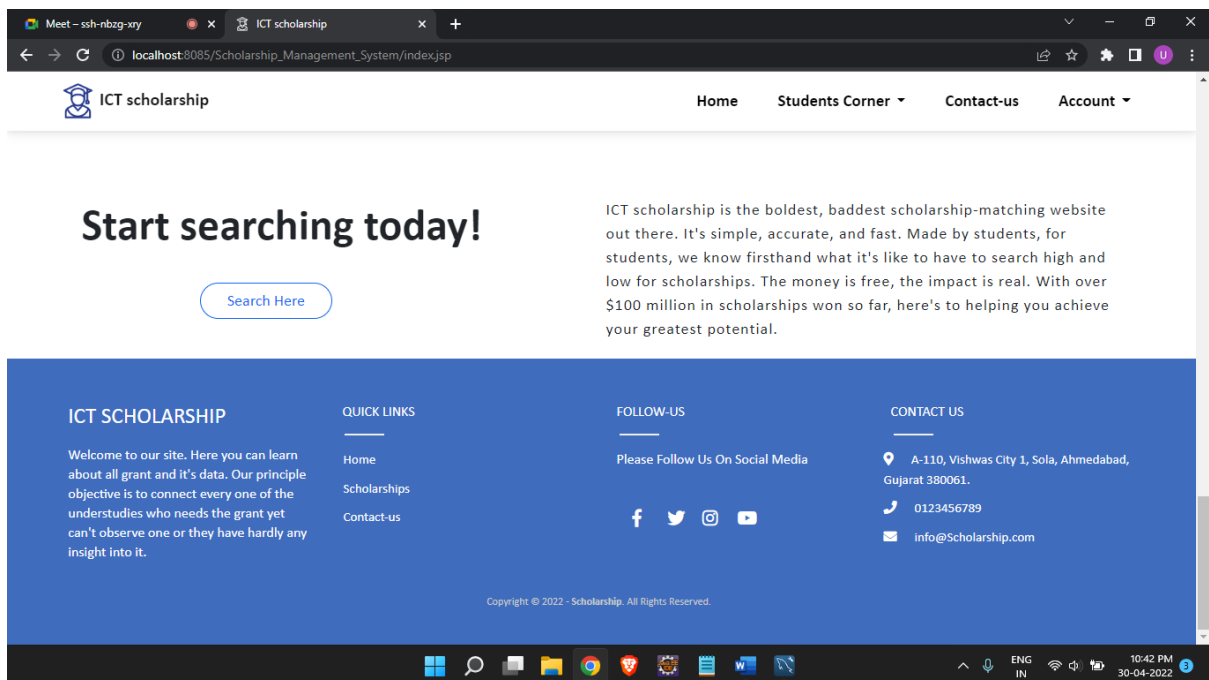 Meet – ssh-nbzg-xry
ICT scholarship
localhost:8085/Scholarship_Management_System/index.jsp
U
ICT scholarship
Home
Students Corner
Contact-us
Account
Start searching today!
Search Here
ICT scholarship is the boldest, baddest scholarship-matching website
out there. It's simple, accurate, and fast. Made by students, for
students, we know firsthand what it's like to have to search high and
low for scholarships. The money is free, the impact is real. With over
$100 million in scholarships won so far, here's to helping you achieve
your greatest potential.
ICT SCHOLARSHIP
Welcome to our site. Here you can learn
about all grant and it's data. Our principle
objective is to connect every one of the
understudies who needs the grant yet
can't observe one or they have hardly any
insight into it.
QUICK LINKS
Home
Scholarships
Contact-us
FOLLOW-US
Please Follow Us On Social Media
CONTACT US
A-110, Vishwas City 1, Sola, Ahmedabad,
Gujarat 380061.
0123456789
info@Scholarship.com
Copyright © 2022 - Scholarship. All Rights Reserved.
W
ENG
IN
10:42 PM
30-04-2022
3